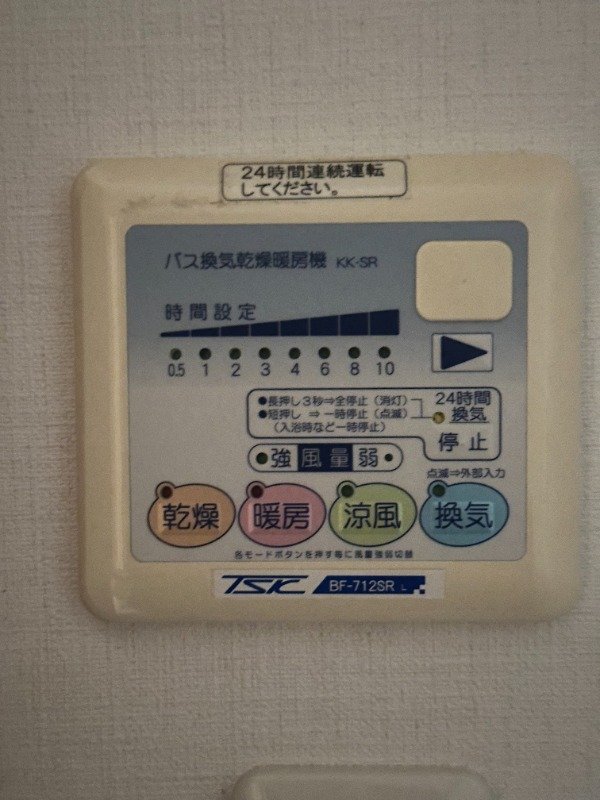 24時間連続運転
してください。
バス換気乾燥暖房機 KK-SR
時間設定
0.5 1 2 3 4 6 8 10
●長押し3秒⇒全停止（消灯）
●短押し ⇒一時停止（点滅）
（入浴時など一時停止）
24時間
換気
停止
強 風量 弱
点滅⇒外部入力
乾燥 暖房 涼風 換気
各モードボタンを押す毎に風量強弱切替
TSK BF-712SR L